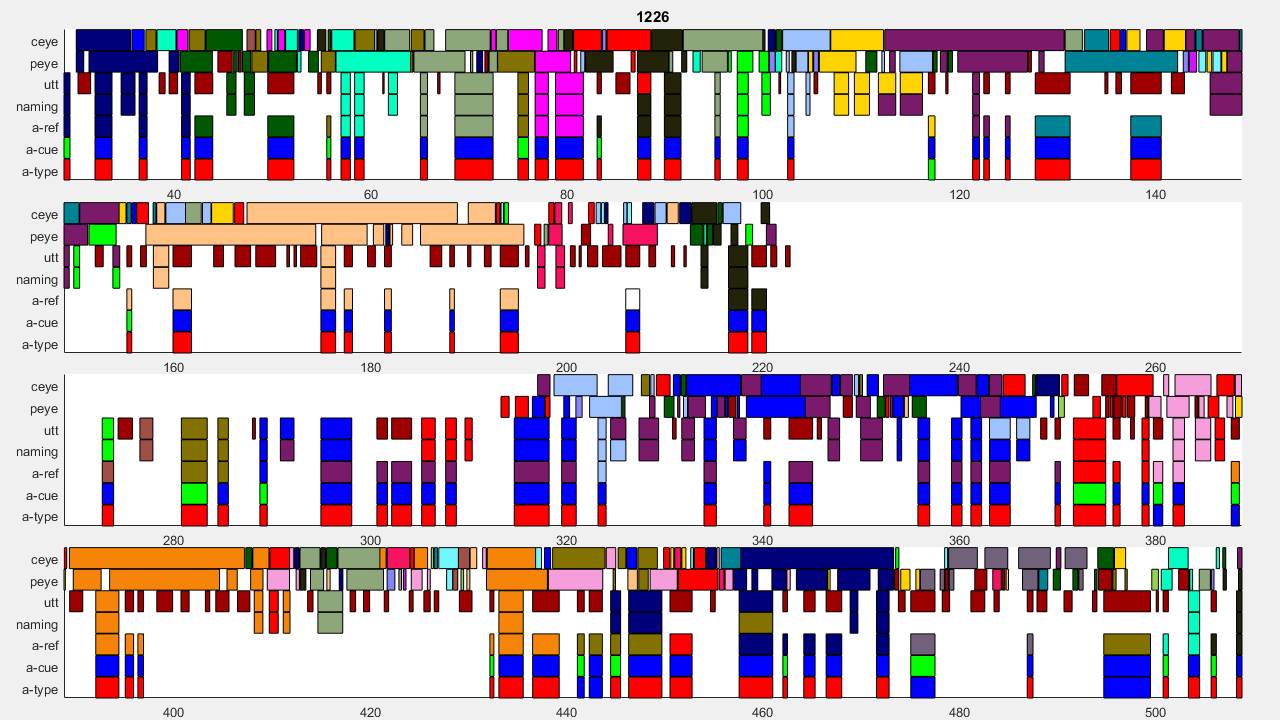 1226
ceye
peye
utt
naming
a-ref
a-cue
a-type
40 60 80 100 120 140
ceye
peye
utt
naming
a-ref
a-cue
a-type
160 180 200 220 240 260
ceye
peye
utt
naming
a-ref
a-cue
a-type
280 300 320 340 360 380
ceye
peye
utt
naming
a-ref
a-cue
a-type
400 420 440 460 480 500